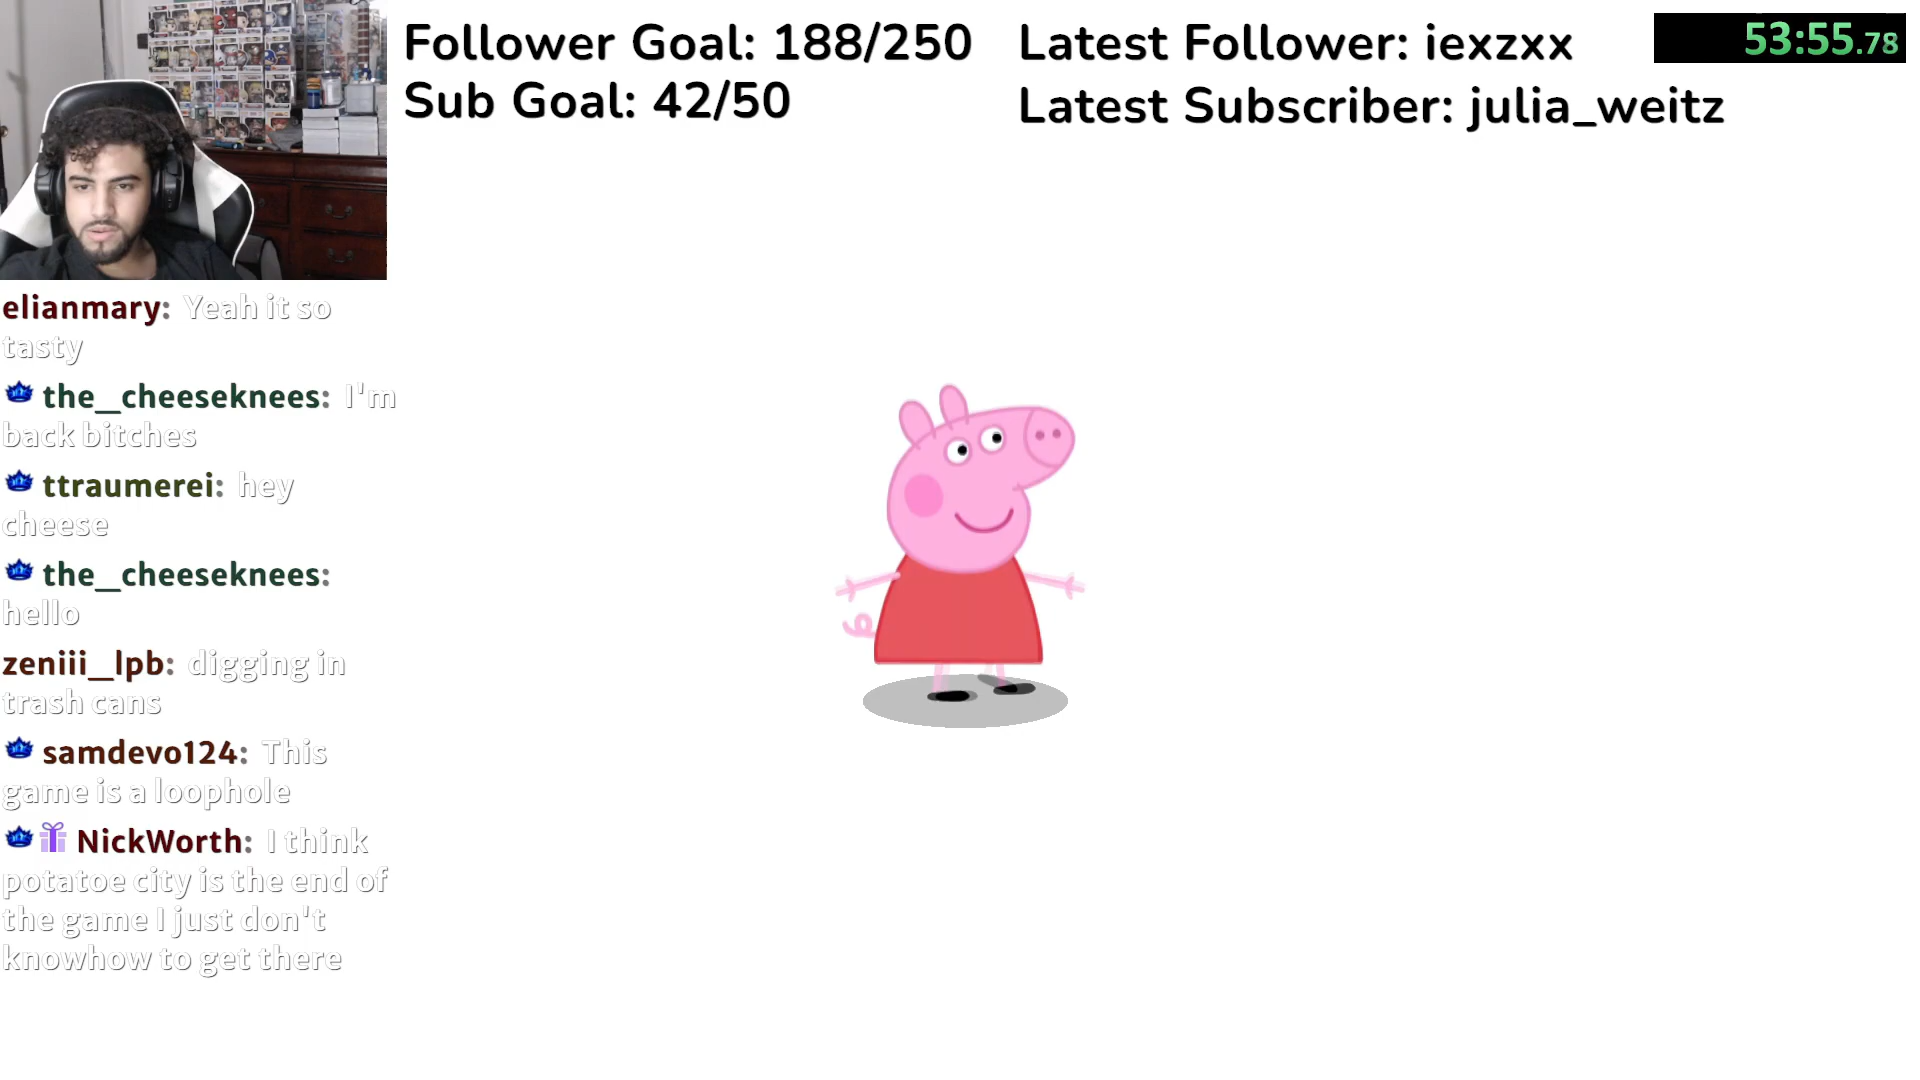 Follower Goal: 188/250
Sub Goal: 42/50
Latest Follower: iexzxx
Latest Subscriber: julia_weitz
53:55.78
elianmary: Yeah it so
tasty
the__cheeseknees: I'm
back bitches
ttraumerei: hey
cheese
the__cheeseknees:
hello
zeniii_lpb: digging in
trash cans
samdevo124: This
game is a loophole
NickWorth: I think
potatoe city is the end of
the game I just don't
knowhow to get there